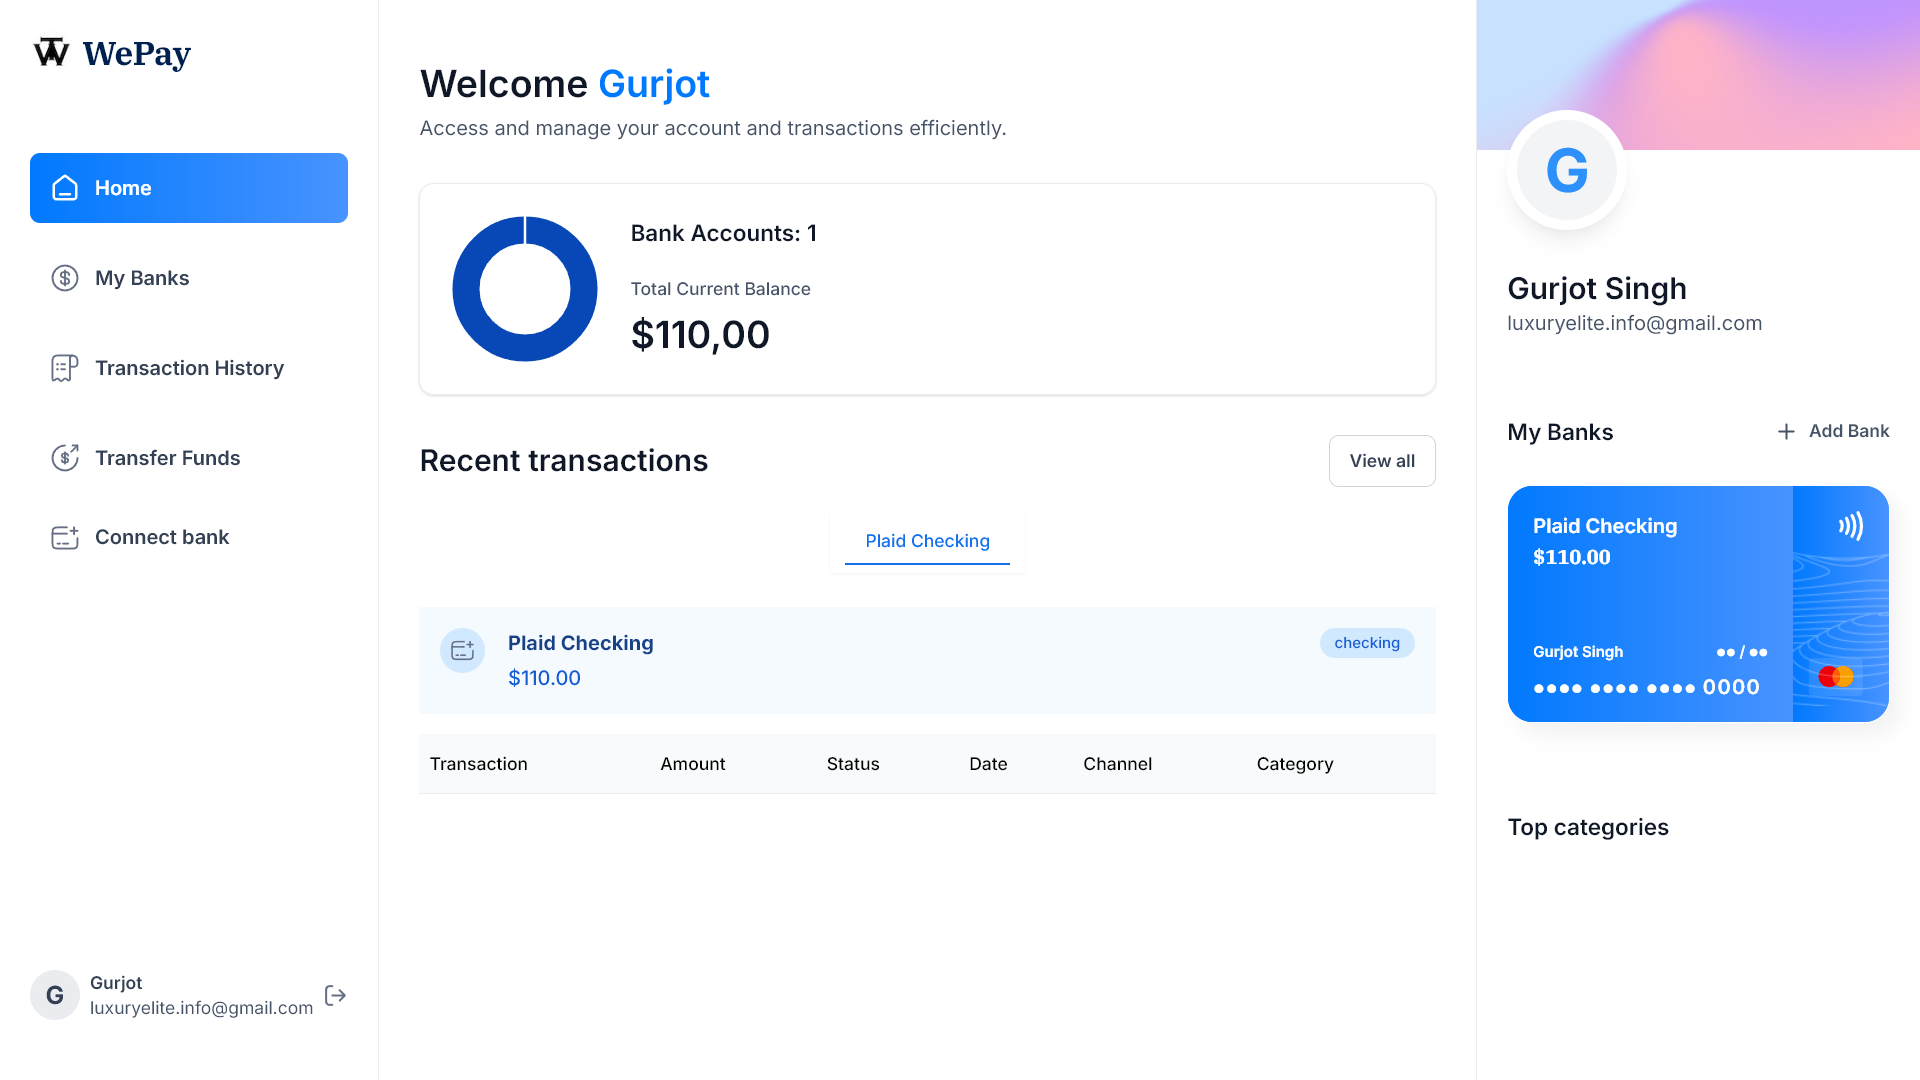 WePay
Home
My Banks
Transaction History
Transfer Funds
Connect bank
G
Gurjot
luxuryelite.info@gmail.com
Welcome Gurjot
Access and manage your account and transactions efficiently.
Bank Accounts: 1
Total Current Balance
$110,00
Recent transactions
View all
Plaid Checking
Plaid Checking
checking
$110.00
Transaction Amount Status Date Channel Category
G
Gurjot Singh
luxuryelite.info@gmail.com
My Banks
Add Bank
Plaid Checking
$110.00
Gurjot Singh ●● / ●●
●●●● ●●●● ●●●● 0000
Top categories